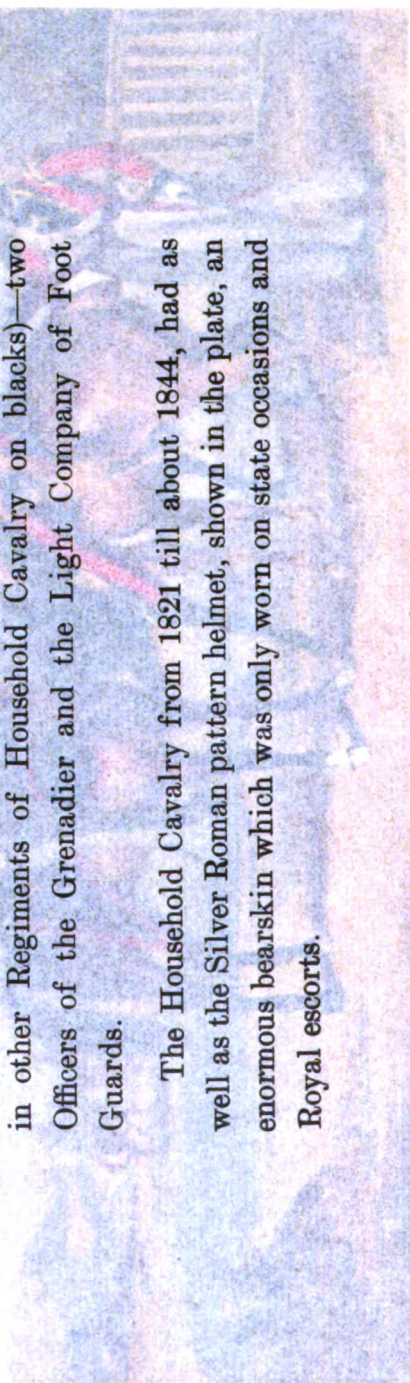 in other Regiments of Household Cavalry on blacks)—two
Officers of the Grenadier and the Light Company of Foot
Guards.
The Household Cavalry from 1821 till about 1844, had as
well as the Silver Roman pattern helmet, shown in the plate, an
enormous bearskin which was only worn on state occasions and
Royal escorts.